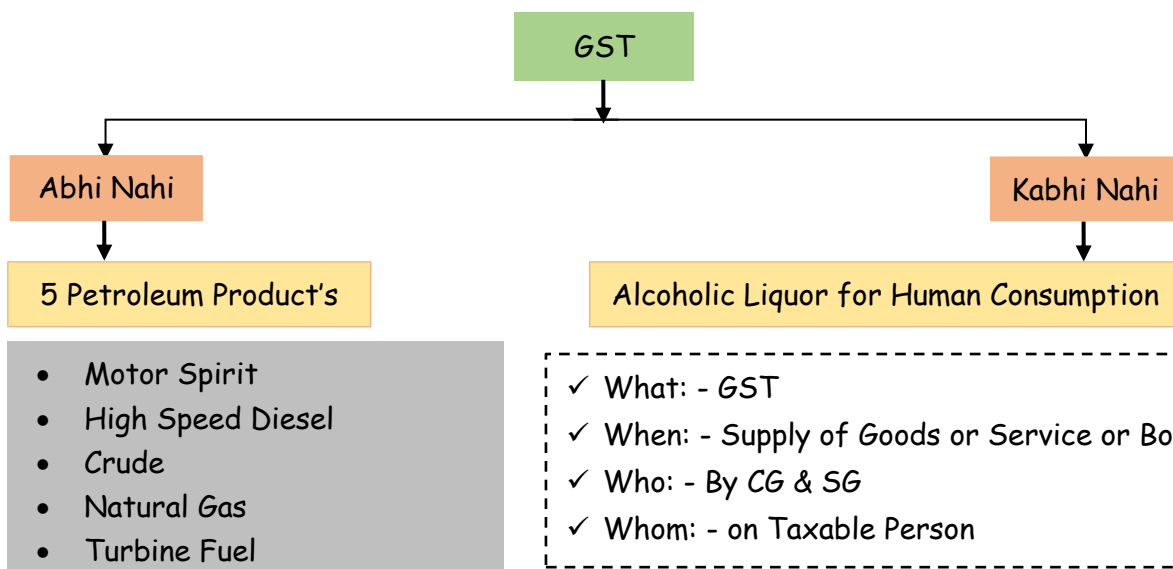 GST
Abhi Nahi
Kabhi Nahi
5 Petroleum Product's
Alcoholic Liquor for Human Consumption
• Motor Spirit
• High Speed Diesel
• Crude
• Natural Gas
• Turbine Fuel
✓ What: - GST
✓ When: - Supply of Goods or Service or Bo
✓ Who: - By CG & SG
✓ Whom: - on Taxable Person